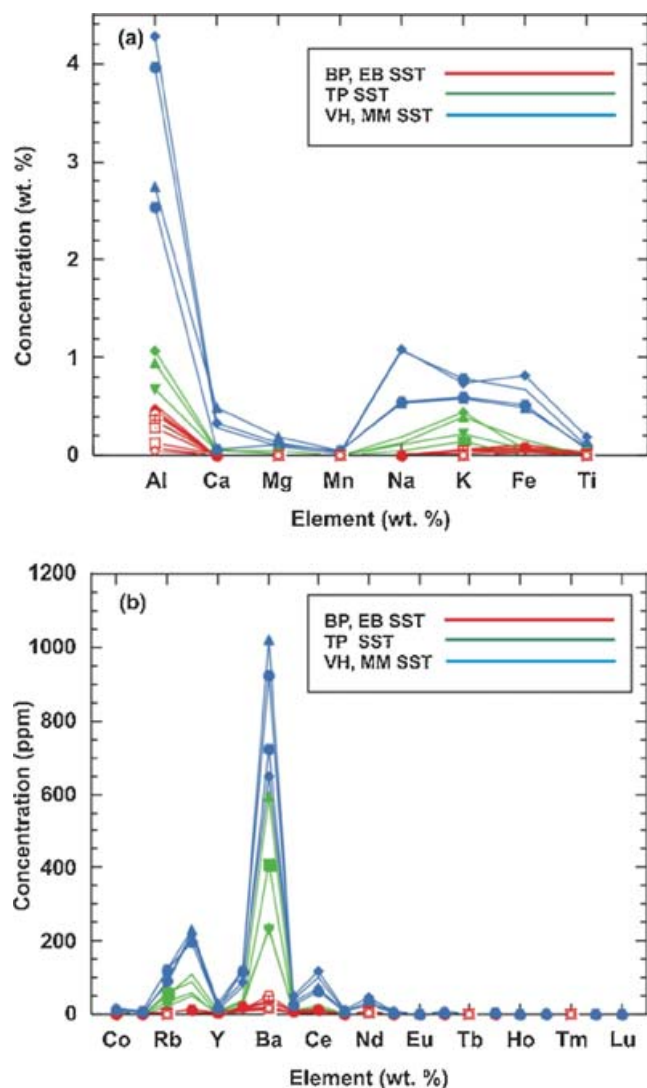 (a)
BP, EB SST
TP SST
VH, MM SST
Concentration (wt. %)
4
3
2
1
0
Al Ca Mg Mn Na K Fe Ti
Element (wt. %)
(b)
BP, EB SST
TP SST
VH, MM SST
Concentration (ppm)
1200
1000
800
600
400
200
0
Co Rb Y Ba Ce Nd Eu Tb Ho Tm Lu
Element (wt. %)